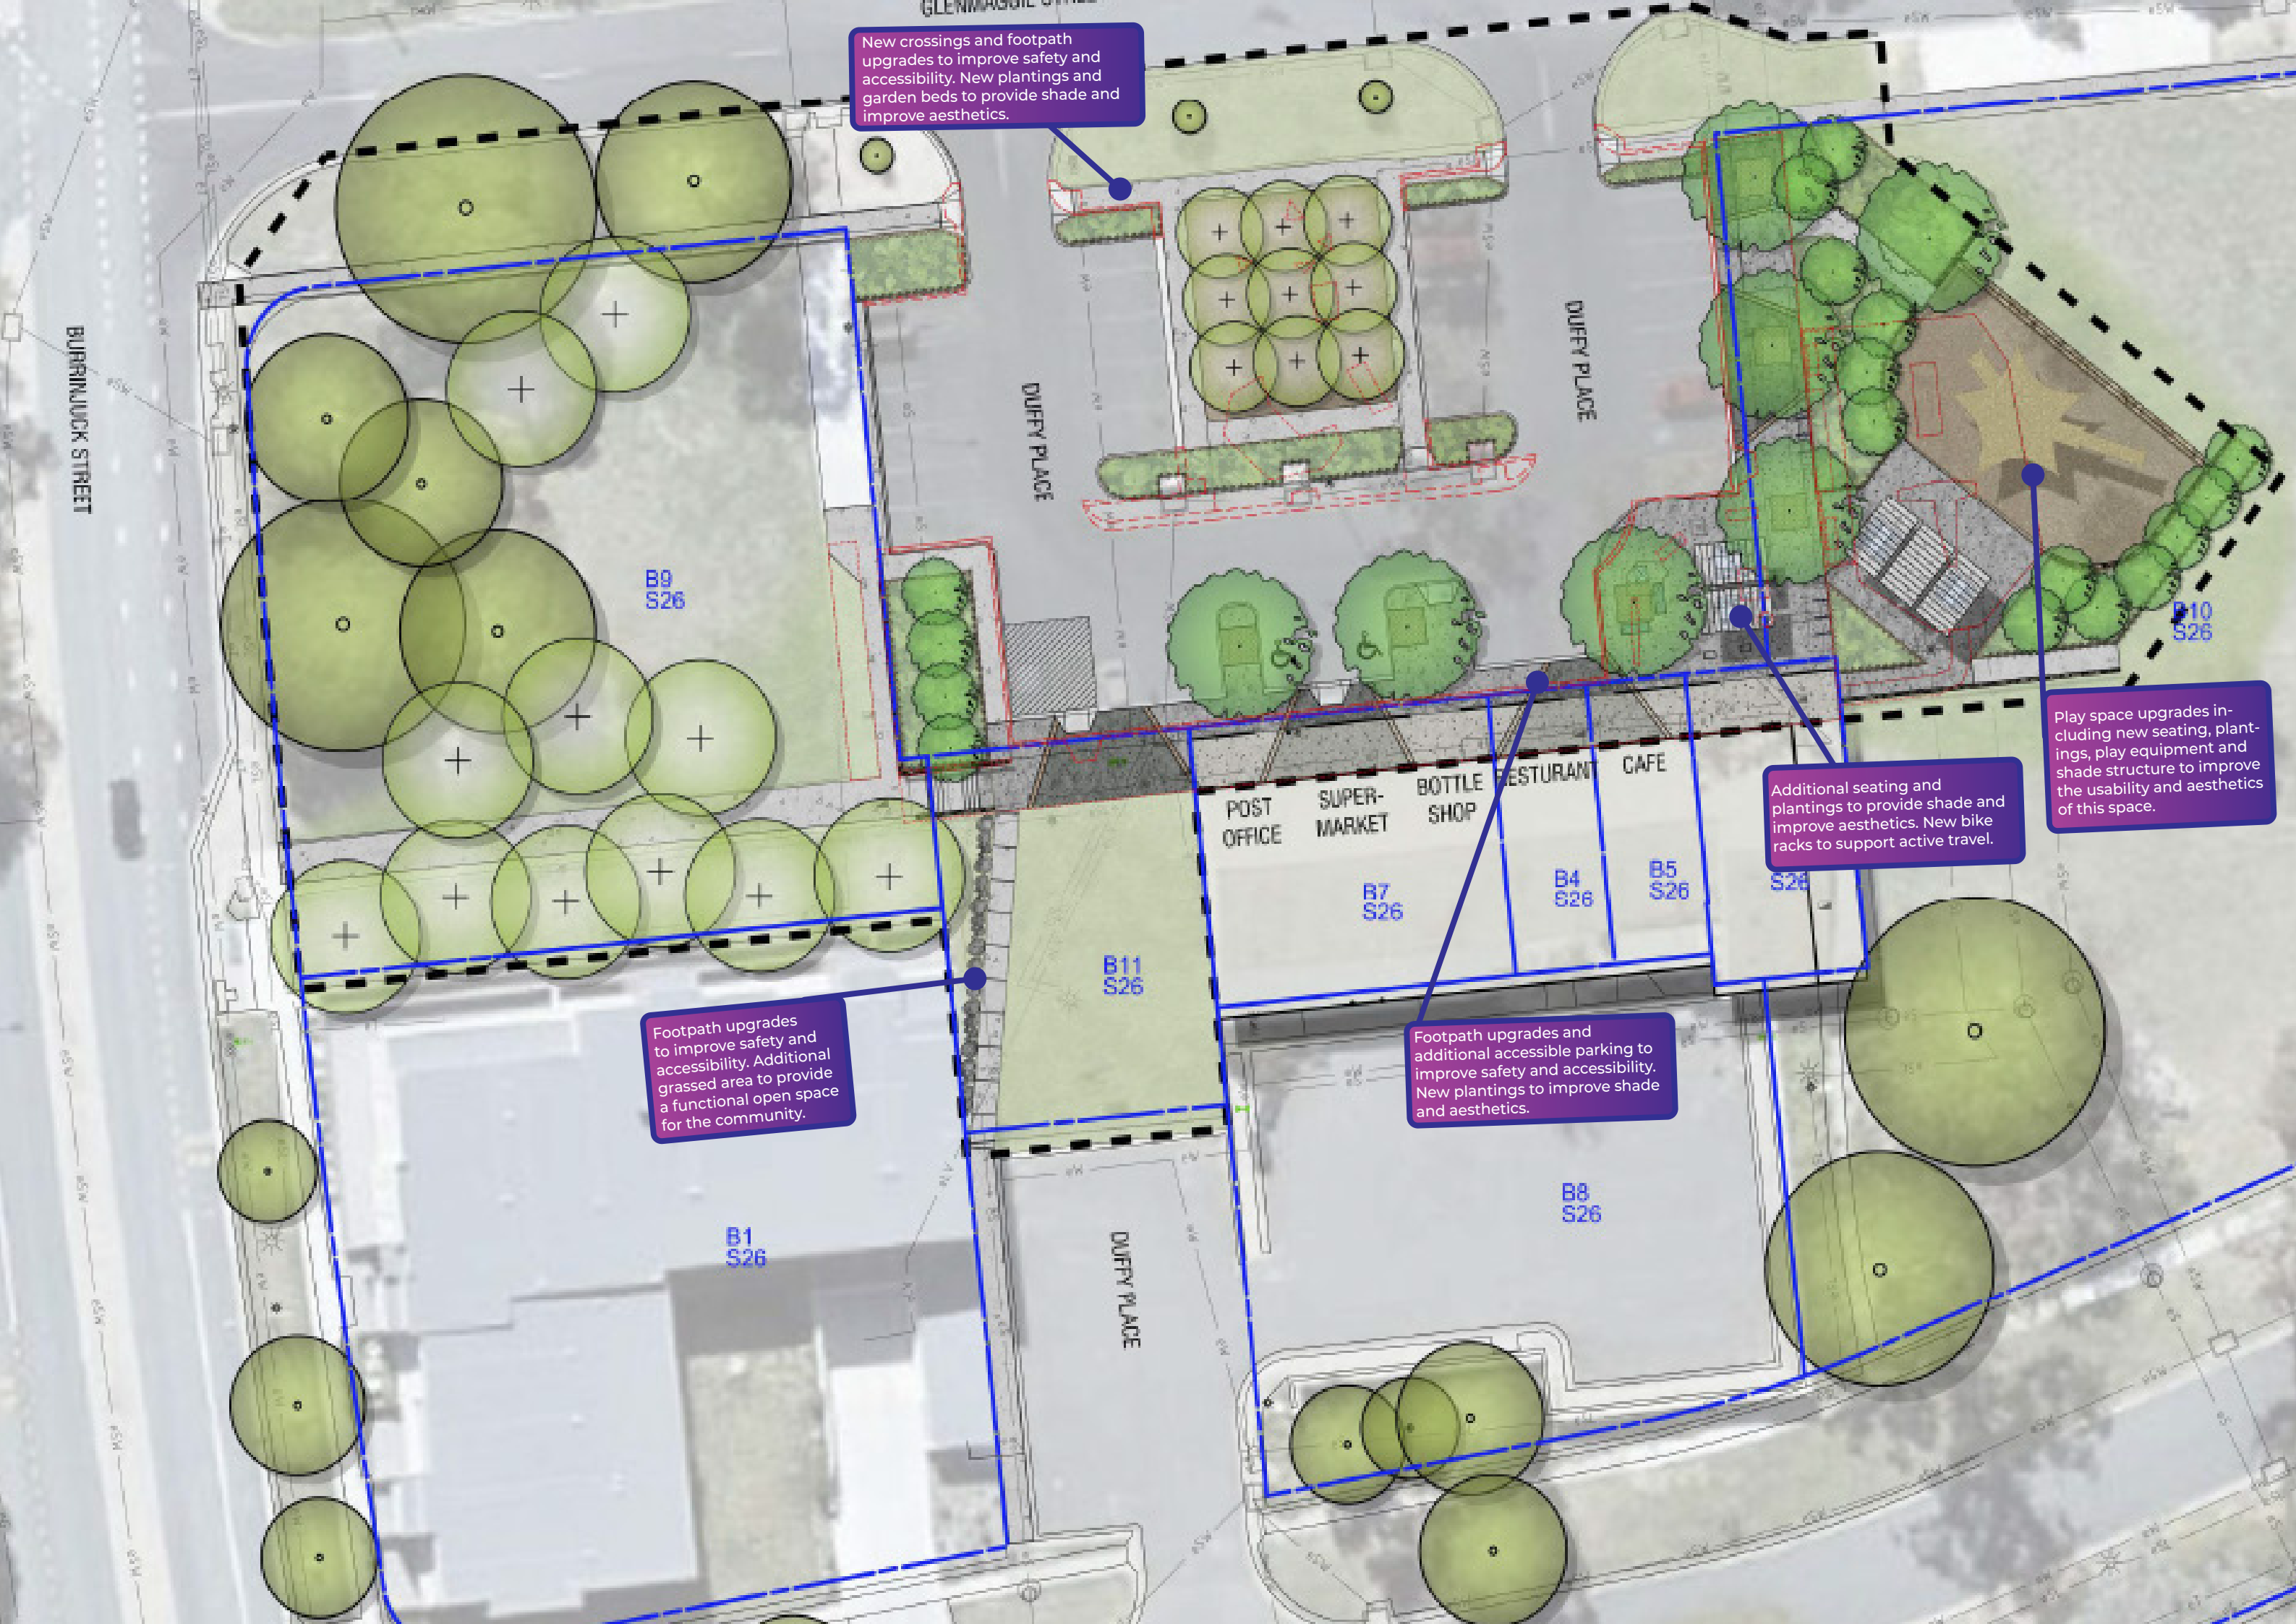 New crossings and footpath
upgrades to improve safety and
accessibility. New plantings and
garden beds to provide shade and
improve aesthetics.
BURRINJUCK STREET
DUFFY PLACE
DUFFY PLACE
B9
S26
B10
S26
Play space upgrades in-
cluding new seating, plant-
ings, play equipment and
shade structure to improve
the usability and aesthetics
of this space.
Additional seating and
plantings to provide shade and
improve aesthetics. New bike
racks to support active travel.
S26
POST
OFFICE
SUPER-
MARKET
BOTTLE
SHOP
RESTURANT
CAFE
B7
S26
B4
S26
B5
S26
B11
S26
Footpath upgrades
to improve safety and
accessibility. Additional
grassed area to provide
a functional open space
for the community.
Footpath upgrades and
additional accessible parking to
improve safety and accessibility.
New plantings to improve shade
and aesthetics.
B1
S26
B8
S26
DUFFY PLACE